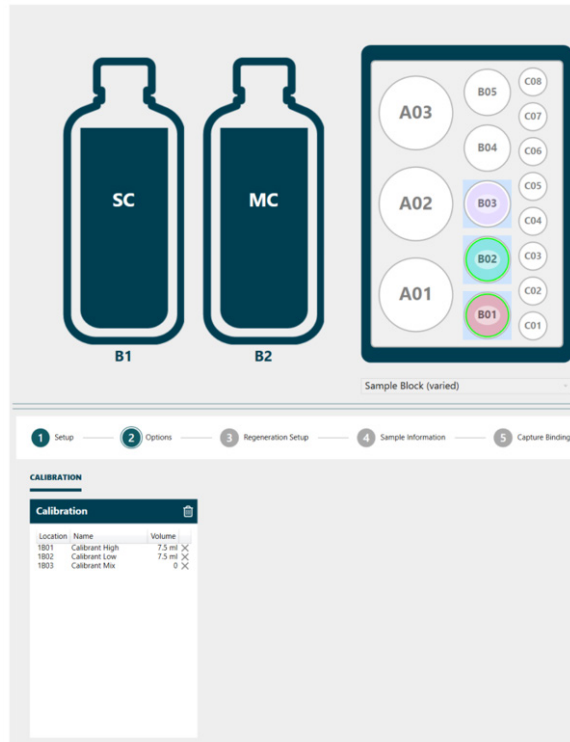 SC
MC
B1
B2
A03
A02
A01
B05
B04
B03
B02
B01
C08
C07
C06
C05
C04
C03
C02
C01
Sample Block (varied)
1 Setup 2 Options 3 Regeneration Setup 4 Sample Information 5 Capture Binding
CALIBRATION
Calibration
Location Name Volume
1B01 Calibrant High 7.5 ml
1B02 Calibrant Low 7.5 ml
1B03 Calibrant Mix 0